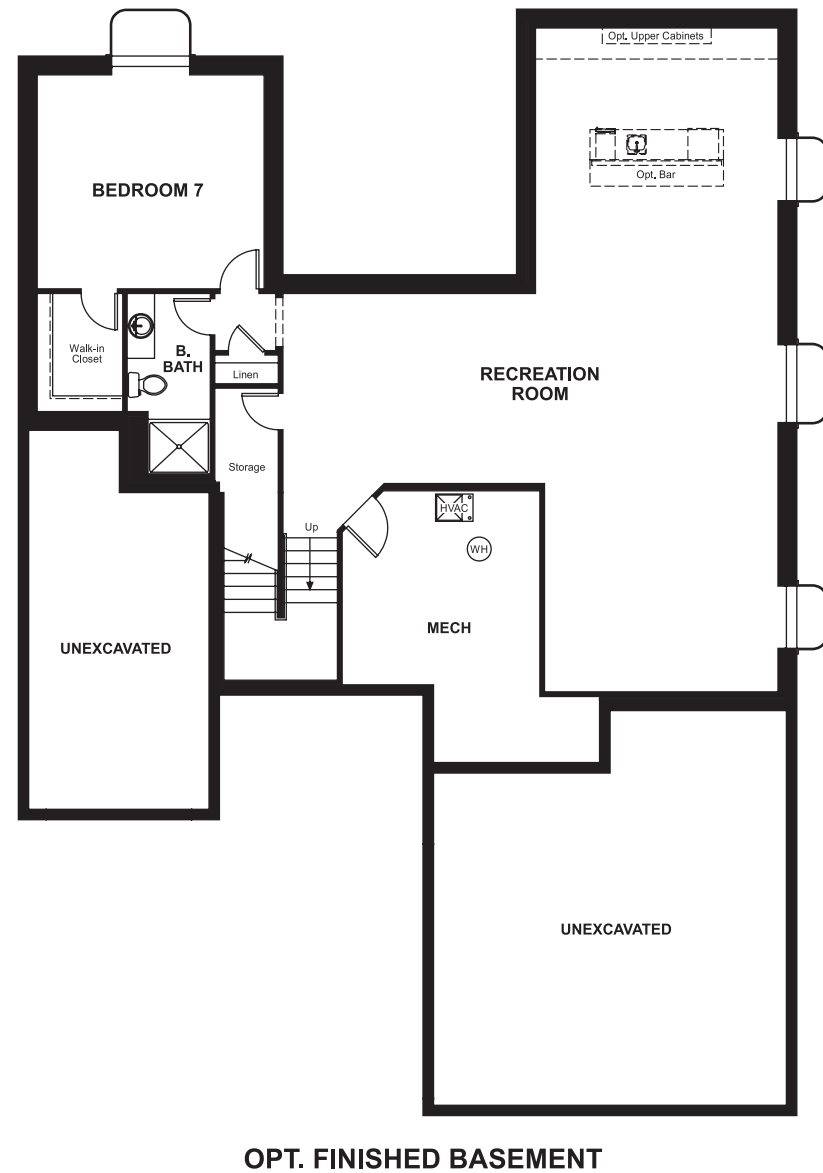 Opt. Upper Cabinets
Opt. Bar
BEDROOM 7
Walk-in
Closet
B.
BATH
Linen
RECREATION
ROOM
Storage
Up
HVAC
WH
MECH
UNEXCAVATED
UNEXCAVATED
OPT. FINISHED BASEMENT